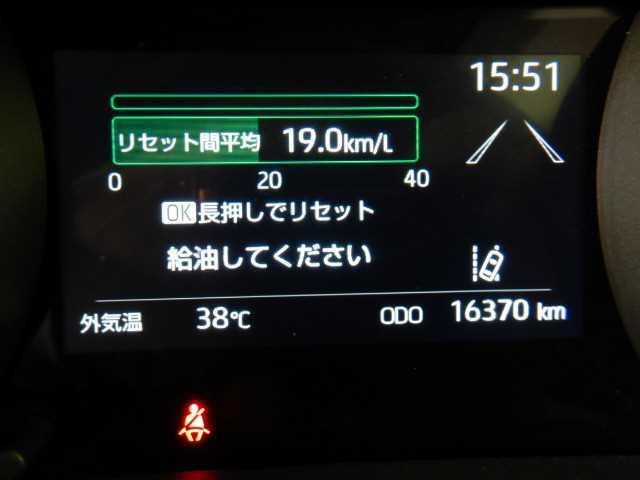 15:51
リセット間平均 19.0km/L
0 20 40
OK長押しでリセット
給油してください
外気温 38℃ ODO 16370 km